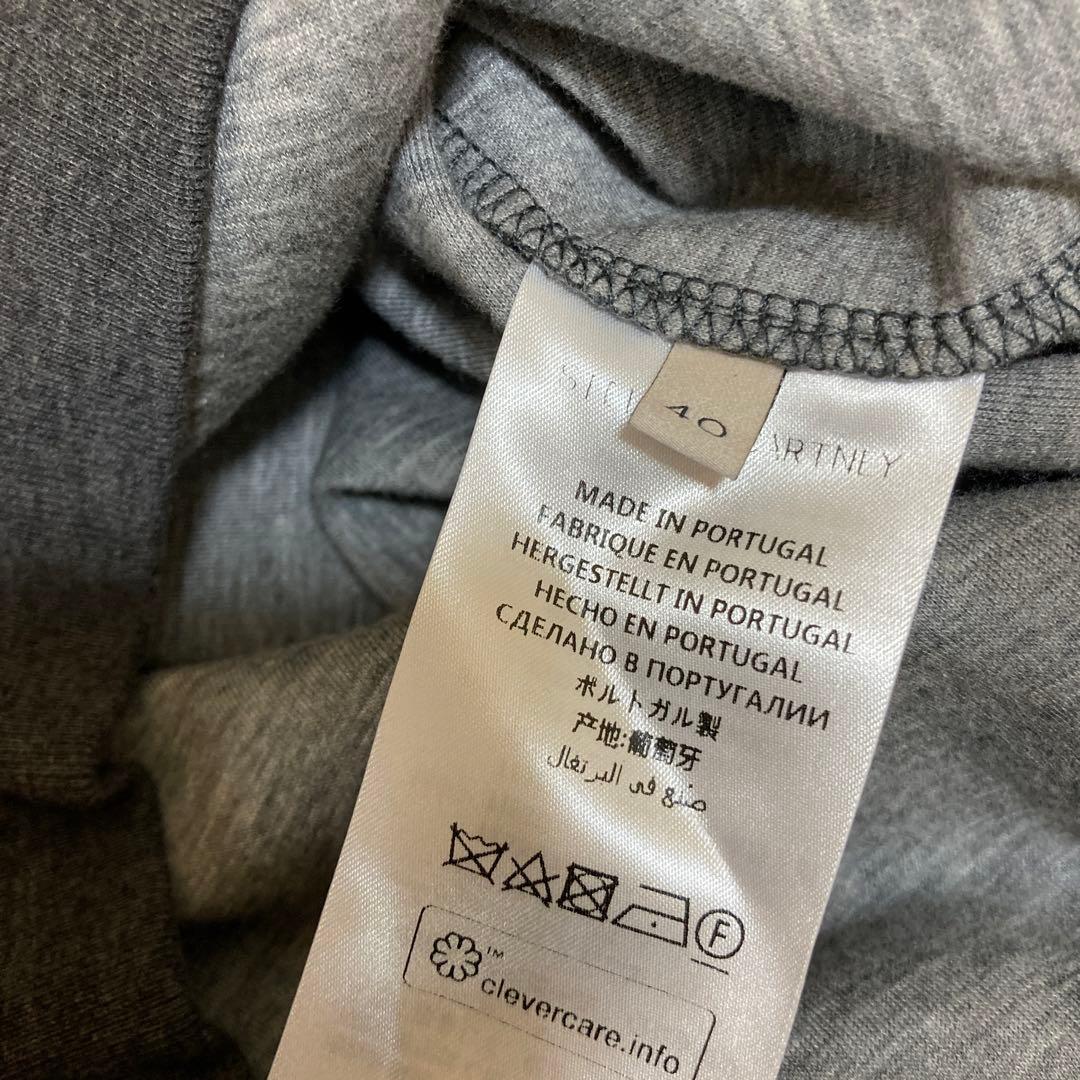 40
ARTNEY
MADE IN PORTUGAL
FABRIQUE EN PORTUGAL
HERGESTELLT IN PORTUGAL
HECHO EN PORTUGAL
СДЕЛАНО В ПОРТУГАЛИИ
ポルトガル製
产地:葡萄牙
صنع في البرتغال
F
™
clevercare.info